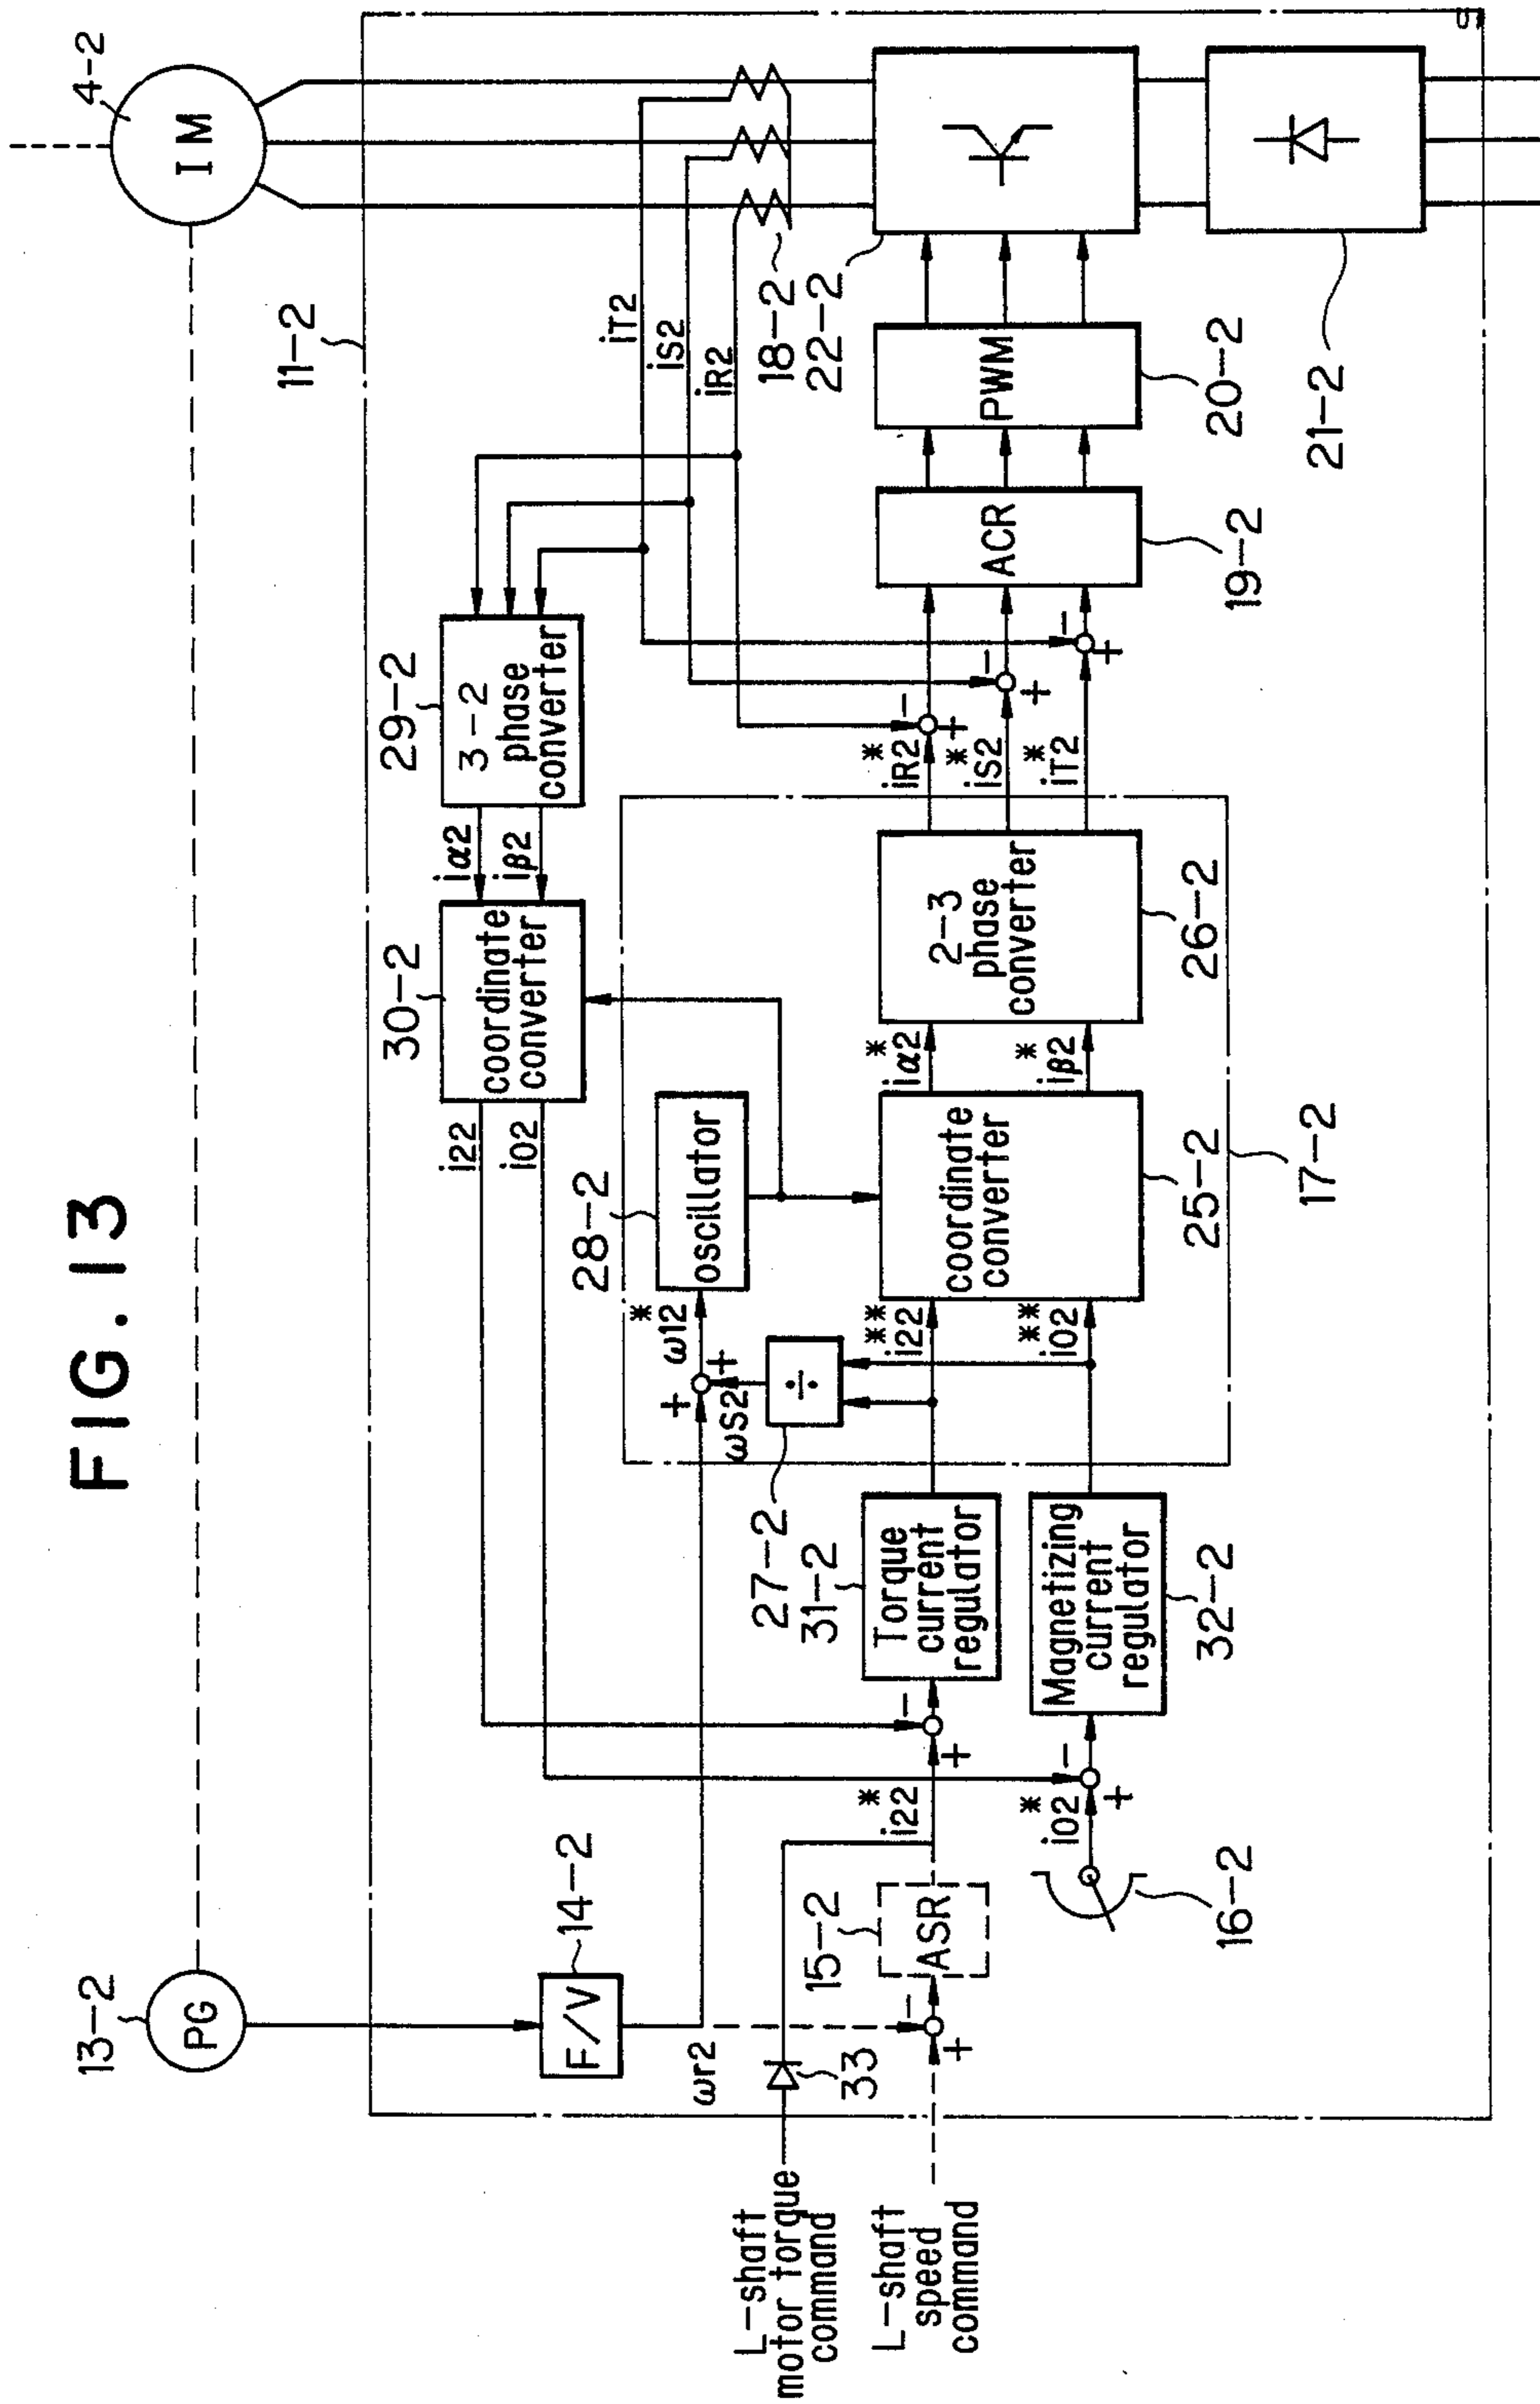 FIG. 13
13-2
PG
14-2
F/V
ωr2
L-shaft
motor torque
command
33
L-shaft
speed
command
+
-
15-2
ASR
*
i22
+
-
16-2
*
i02
+
-
31-2
Torque
current
regulator
32-2
Magnetizing
current
regulator
27-2
÷
ωS2
+
+
*
ω12
28-2
oscillator
**
i22
**
i02
25-2
coordinate
converter
17-2
*
iα2
*
iβ2
26-2
2-3
phase
converter
30-2
coordinate
converter
i22
i02
iα2
iβ2
29-2
3-2
phase
converter
*
iR2
*
iS2
*
iT2
-
+
-
+
-
+
19-2
ACR
20-2
PWM
iT2
iS2
iR2
18-2
22-2
21-2
11-2
4-2
IM